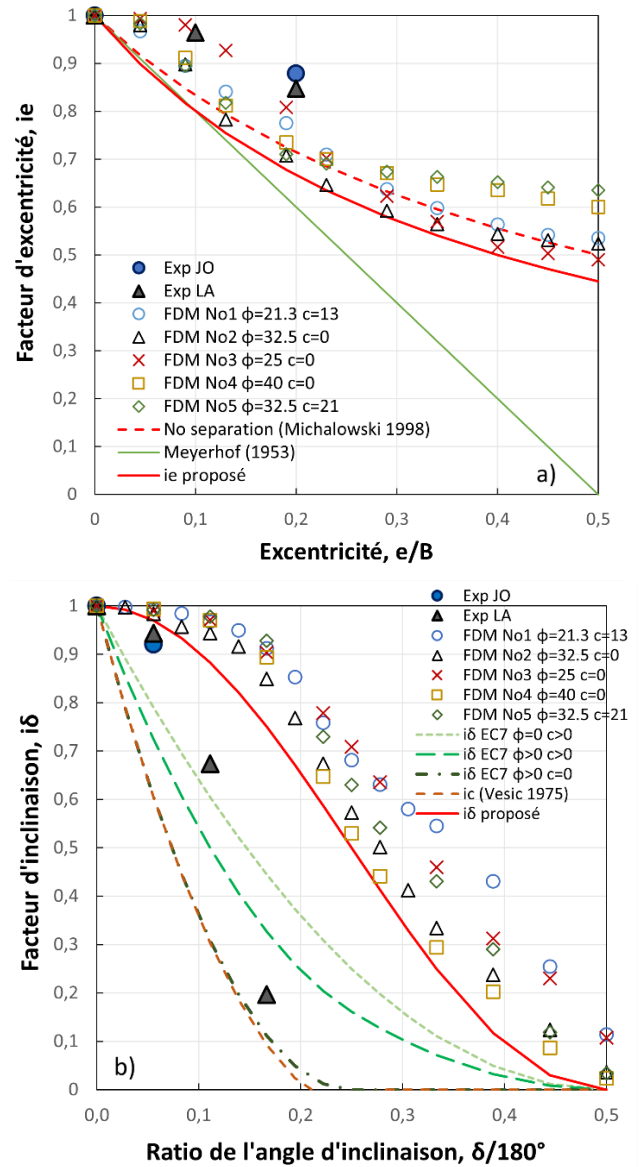 1
0,9
0,8
0,7
0,6
0,5
0,4
0,3
0,2
0,1
0
Facteur d'excentricité, ie
Exp JO
Exp LA
FDM No1 ϕ=21.3 c=13
FDM No2 ϕ=32.5 c=0
FDM No3 ϕ=25 c=0
FDM No4 ϕ=40 c=0
FDM No5 ϕ=32.5 c=21
No separation (Michalowski 1998)
Meyerhof (1953)
ie proposé
a)
0 0,1 0,2 0,3 0,4 0,5
Excentricité, e/B
1
0,9
0,8
0,7
0,6
0,5
0,4
0,3
0,2
0,1
0
Facteur d'inclinaison, iδ
Exp JO
Exp LA
FDM No1 ϕ=21.3 c=13
FDM No2 ϕ=32.5 c=0
FDM No3 ϕ=25 c=0
FDM No4 ϕ=40 c=0
FDM No5 ϕ=32.5 c=21
iδ EC7 ϕ=0 c>0
iδ EC7 ϕ>0 c>0
iδ EC7 ϕ>0 c=0
ic (Vesic 1975)
iδ proposé
b)
0,0 0,1 0,2 0,3 0,4 0,5
Ratio de l'angle d'inclinaison, δ/180°